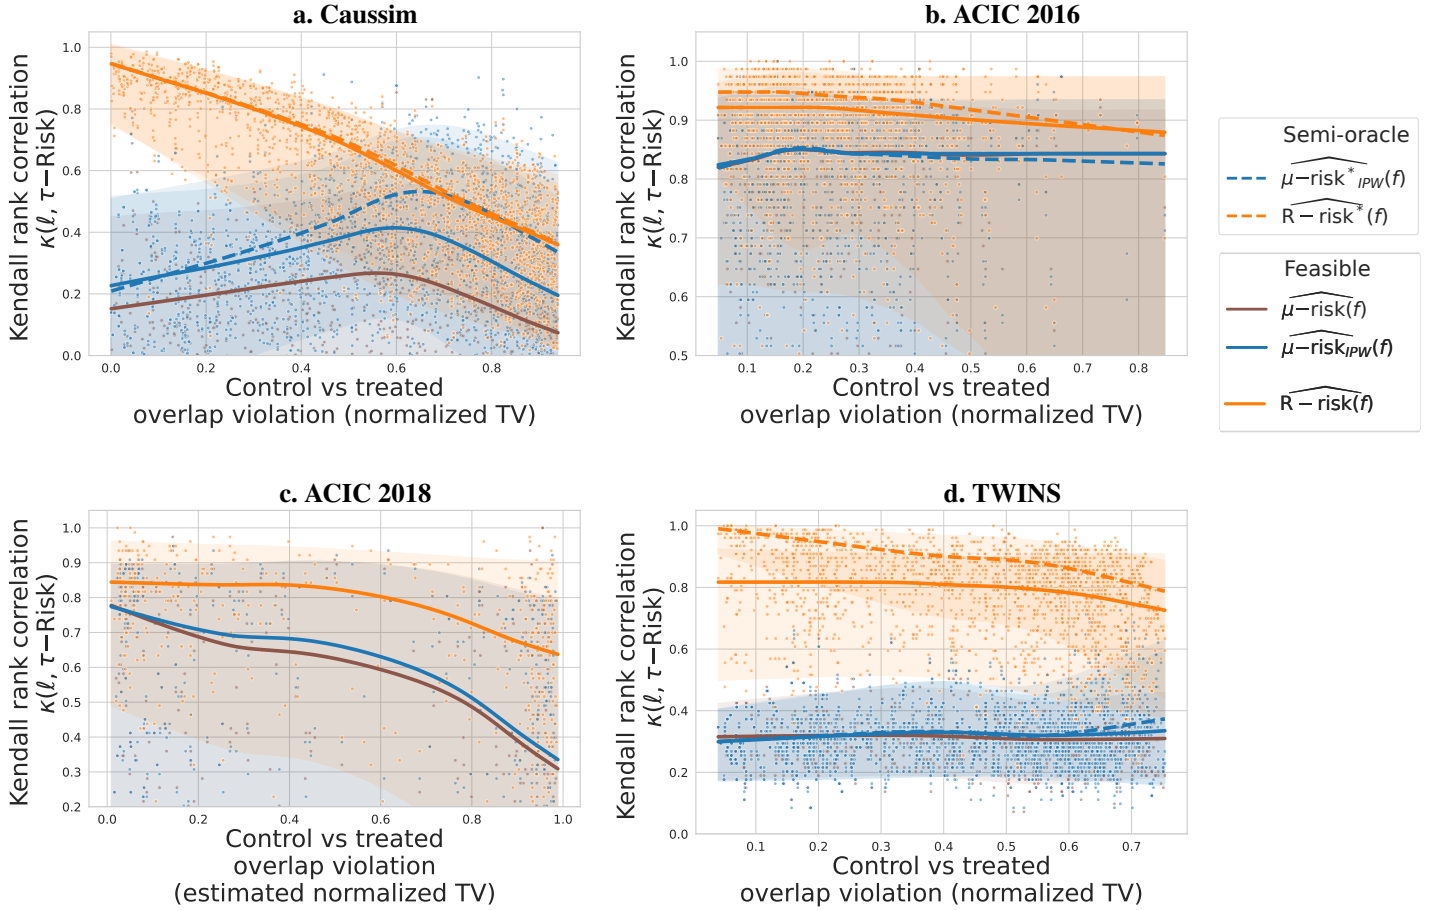 a. Caussim
Kendall rank correlation
κ(ℓ, τ−Risk)
1.0
0.8
0.6
0.4
0.2
0.0
0.0 0.2 0.4 0.6 0.8
Control vs treated
overlap violation (normalized TV)
b. ACIC 2016
Kendall rank correlation
κ(ℓ, τ−Risk)
1.0
0.9
0.8
0.7
0.6
0.5
0.1 0.2 0.3 0.4 0.5 0.6 0.7 0.8
Control vs treated
overlap violation (normalized TV)
Semi-oracle
μ−risk*IPW(f)
R−risk*(f)
Feasible
μ−risk(f)
μ−riskIPW(f)
R−risk(f)
c. ACIC 2018
Kendall rank correlation
κ(ℓ, τ−Risk)
1.0
0.9
0.8
0.7
0.6
0.5
0.4
0.3
0.2
0.0 0.2 0.4 0.6 0.8 1.0
Control vs treated
overlap violation
(estimated normalized TV)
d. TWINS
Kendall rank correlation
κ(ℓ, τ−Risk)
1.0
0.8
0.6
0.4
0.2
0.0
0.1 0.2 0.3 0.4 0.5 0.6 0.7
Control vs treated
overlap violation (normalized TV)